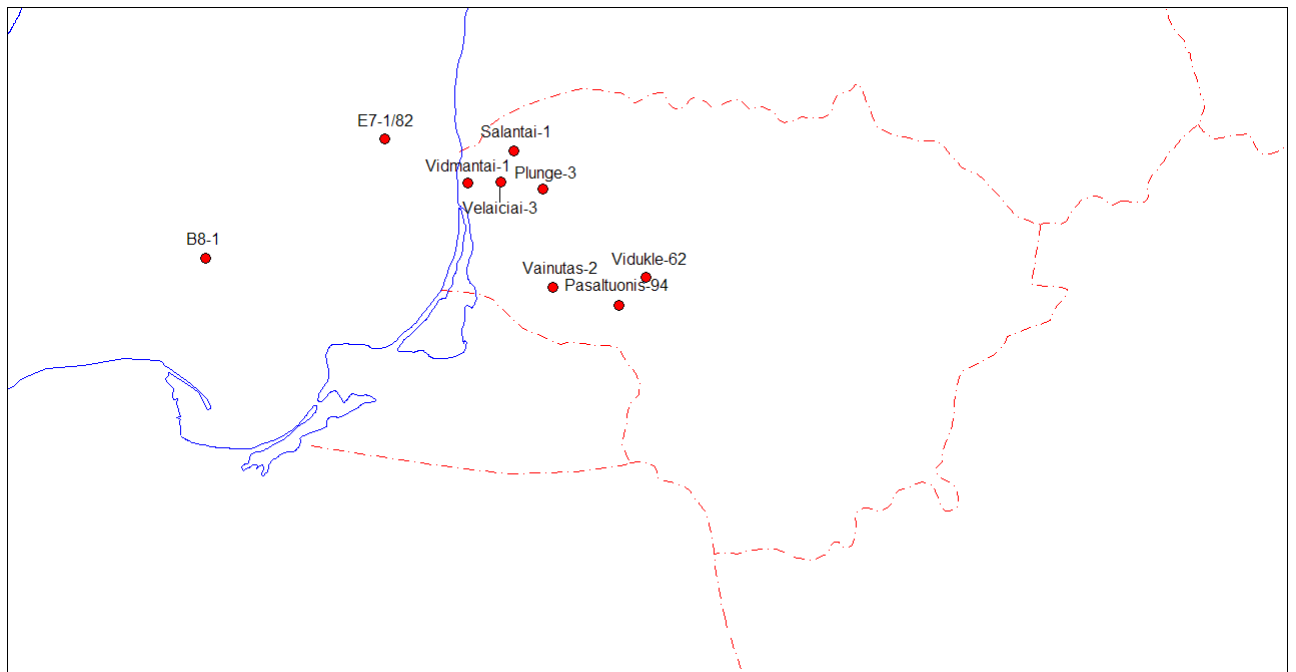 E7-1/82
Salantai-1
Vidmantai-1
Plunge-3
Velaiciai-3
B8-1
Vainutas-2
Vidukle-62
Pasaltuonis-94